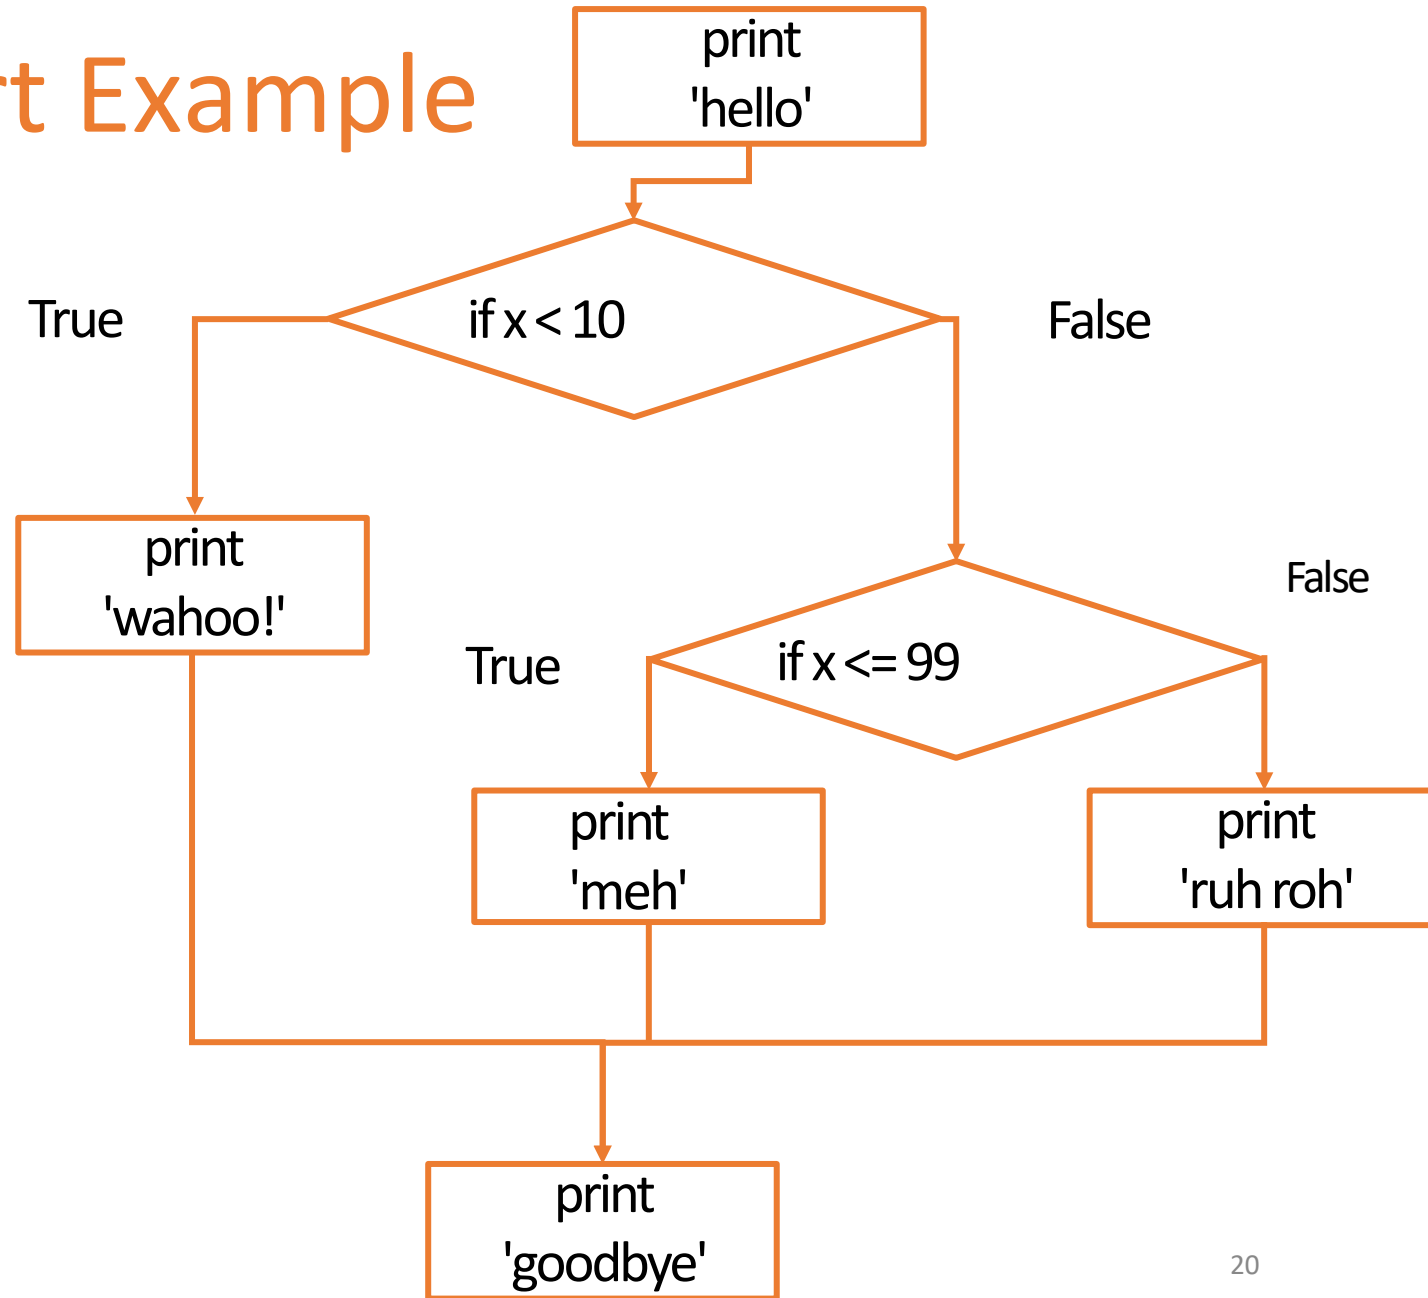 rt Example
print
'hello'
if x < 10
True
False
print
'wahoo!'
False
True
if x <= 99
print
'meh'
print
'ruh roh'
print
'goodbye'
20